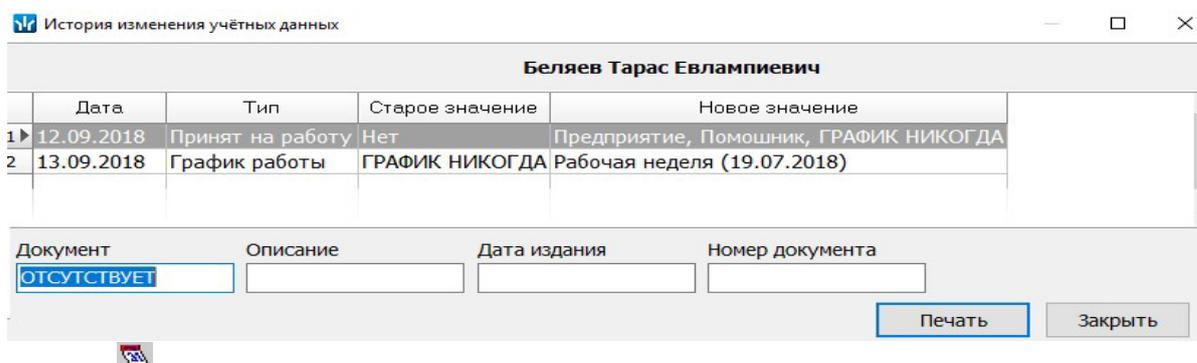 История изменения учётных данных
Беляев Тарас Евлампиевич
Дата Тип Старое значение Новое значение
1 12.09.2018 Принят на работу Нет Предприятие, Помошник, ГРАФИК НИКОГДА
2 13.09.2018 График работы ГРАФИК НИКОГДА Рабочая неделя (19.07.2018)
Документ Описание Дата издания Номер документа
ОТСУТСТВУЕТ
Печать Закрыть